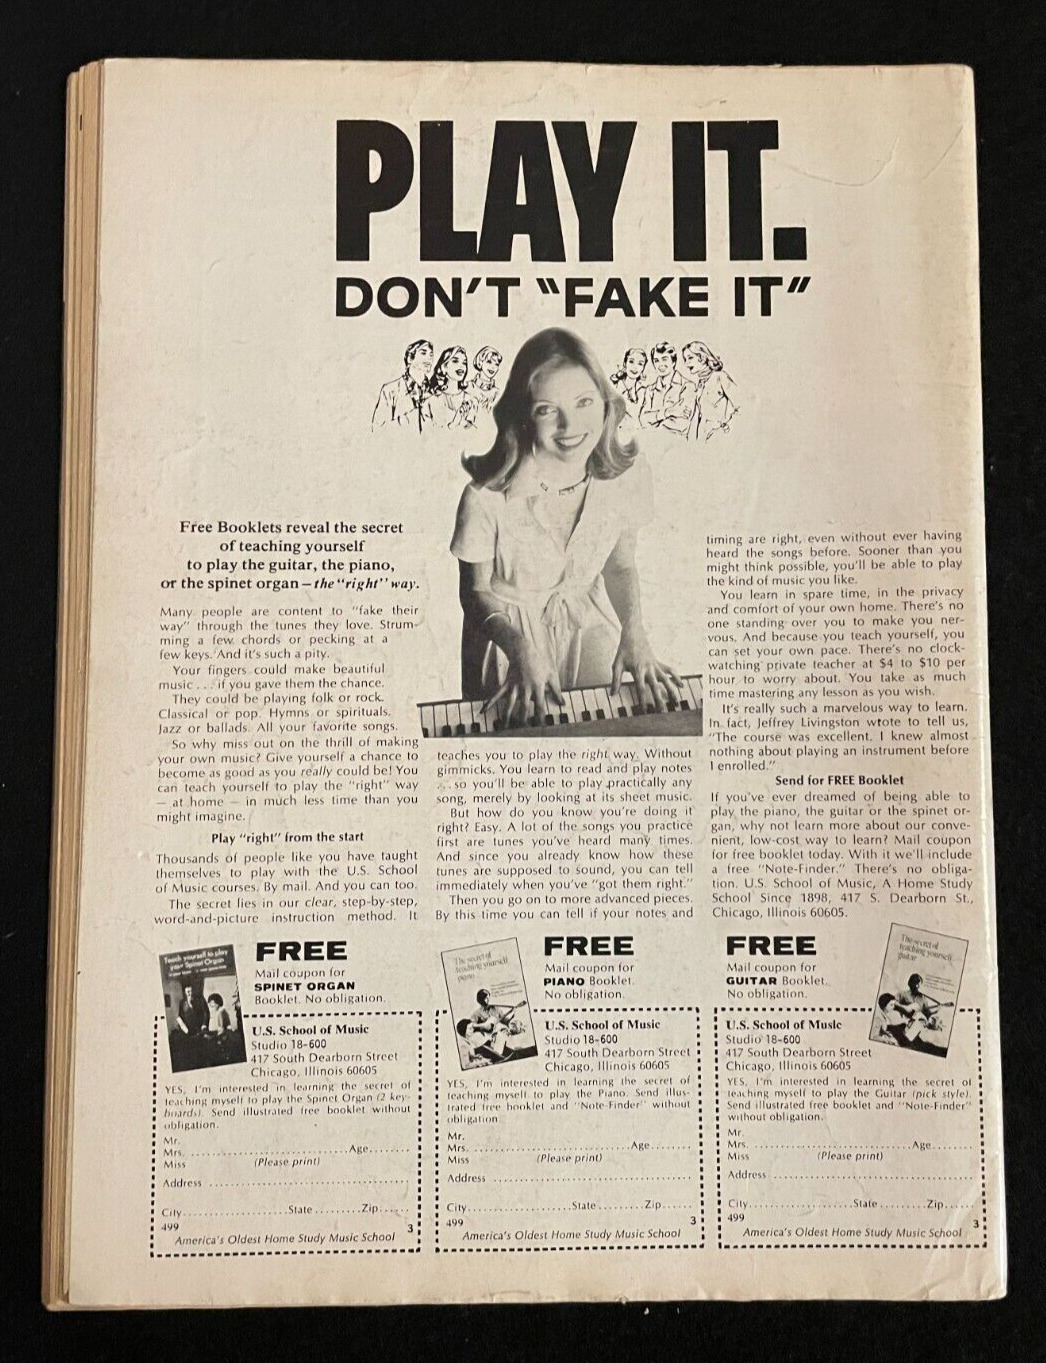 PLAY IT.
DON'T "FAKE IT"
Free Booklets reveal the secret
of teaching yourself
to play the guitar, the piano,
or the spinet organ – the "right" way.
Many people are content to "fake their
way" through the tunes they love. Strum-
ming a few chords or pecking at a
few keys. And it's such a pity.
Your fingers could make beautiful
music . . . if you gave them the chance.
They could be playing folk or rock.
Classical or pop. Hymns or spirituals.
Jazz or ballads. All your favorite songs.
So why miss out on the thrill of making
your own music? Give yourself a chance to
become as good as you really could be! You
can teach yourself to play the "right" way
— at home — in much less time than you
might imagine.
Play "right" from the start
Thousands of people like you have taught
themselves to play with the U.S. School
of Music courses. By mail. And you can too.
The secret lies in our clear, step-by-step,
word-and-picture instruction method. It
teaches you to play the right way. Without
gimmicks. You learn to read and play notes
. . . so you'll be able to play practically any
song, merely by looking at its sheet music.
But how do you know you're doing it
right? Easy. A lot of the songs you practice
first are tunes you've heard many times.
And since you already know how these
tunes are supposed to sound, you can tell
immediately when you've "got them right."
Then you go on to more advanced pieces.
By this time you can tell if your notes and
timing are right, even without ever having
heard the songs before. Sooner than you
might think possible, you'll be able to play
the kind of music you like.
You learn in spare time, in the privacy
and comfort of your own home. There's no
one standing over you to make you ner-
vous. And because you teach yourself, you
can set your own pace. There's no clock-
watching private teacher at $4 to $10 per
hour to worry about. You take as much
time mastering any lesson as you wish.
It's really such a marvelous way to learn.
In fact, Jeffrey Livingston wrote to tell us,
"The course was excellent. I knew almost
nothing about playing an instrument before
I enrolled."
Send for FREE Booklet
If you've ever dreamed of being able to
play the piano, the guitar or the spinet or-
gan, why not learn more about our conve-
nient, low-cost way to learn? Mail coupon
for free booklet today. With it we'll include
a free "Note-Finder." There's no obliga-
tion. U.S. School of Music, A Home Study
School Since 1898, 417 S. Dearborn St.,
Chicago, Illinois 60605.
Teach yourself to play
your Spinet Organ
FREE
Mail coupon for
SPINET ORGAN
Booklet. No obligation.
U.S. School of Music
Studio 18-600
417 South Dearborn Street
Chicago, Illinois 60605
YES, I'm interested in learning the secret of
teaching myself to play the Spinet Organ (2 key-
boards). Send illustrated free booklet without
obligation.
Mr.
Mrs. ................................Age........
Miss (Please print)
Address ........................................
City.....................State.........Zip......
499 3
America's Oldest Home Study Music School
The secret of
teaching yourself
piano
FREE
Mail coupon for
PIANO Booklet.
No obligation.
U.S. School of Music
Studio 18-600
417 South Dearborn Street
Chicago, Illinois 60605
YES, I'm interested in learning the secret of
teaching myself to play the Piano. Send illus-
trated free booklet and "Note-Finder" without
obligation.
Mr.
Mrs. ................................Age........
Miss (Please print)
Address ........................................
City.....................State.........Zip......
499 3
America's Oldest Home Study Music School
FREE
Mail coupon for
GUITAR Booklet.
No obligation.
The secret of
teaching yourself
guitar
U.S. School of Music
Studio 18-600
417 South Dearborn Street
Chicago, Illinois 60605
YES, I'm interested in learning the secret of
teaching myself to play the Guitar (pick style).
Send illustrated free booklet and "Note-Finder"
without obligation.
Mr.
Mrs. ................................Age........
Miss (Please print)
Address ........................................
City.....................State.........Zip......
499 3
America's Oldest Home Study Music School